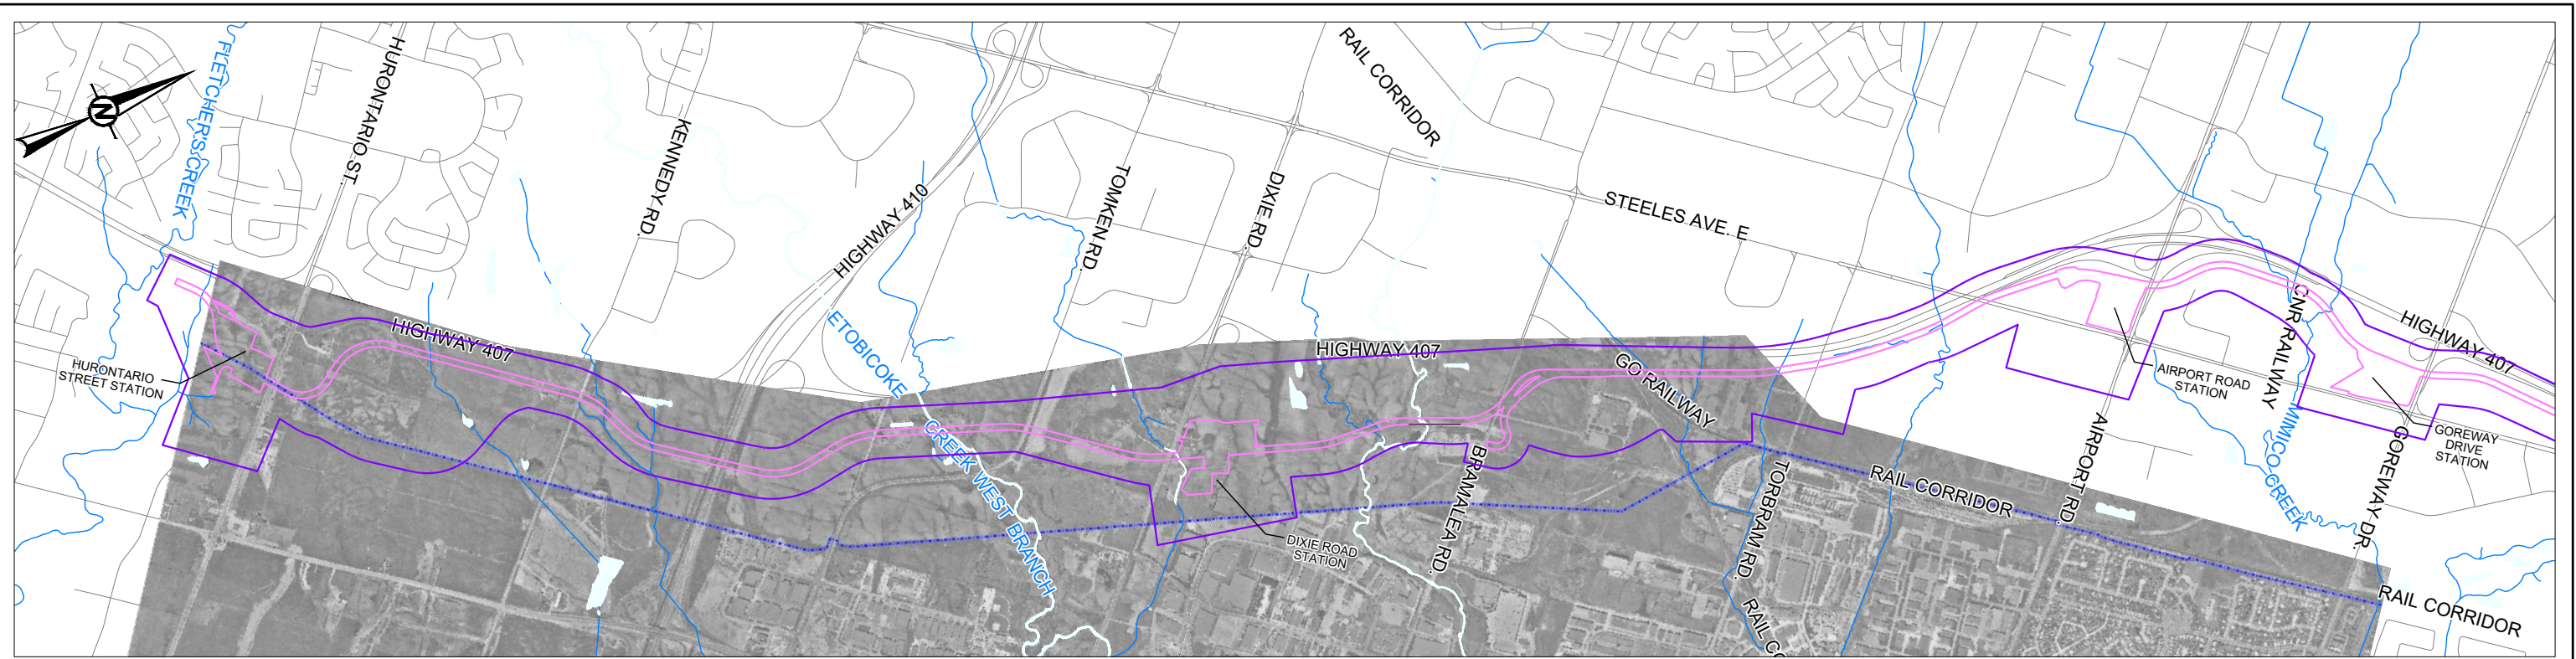 N
FLETCHER'S CREEK
HURONTARIO ST.
KENNEDY RD.
HIGHWAY 410
TOMKEN RD.
DIXIE RD.
RAIL CORRIDOR
STEELES AVE. E
HIGHWAY 407
HURONTARIO
STREET STATION
ETOBICOKE
CREEK WEST BRANCH
HIGHWAY 407
GO RAILWAY
DIXIE ROAD
STATION
BRAMALEA RD.
TORBRAM RD.
RAIL CO
RAIL CORRIDOR
AIRPORT RD.
AIRPORT ROAD
STATION
CNR RAILWAY
MIMICO CREEK
HIGHWAY 407
GOREWAY
DRIVE
STATION
GOREWAY DR.
RAIL CORRIDOR